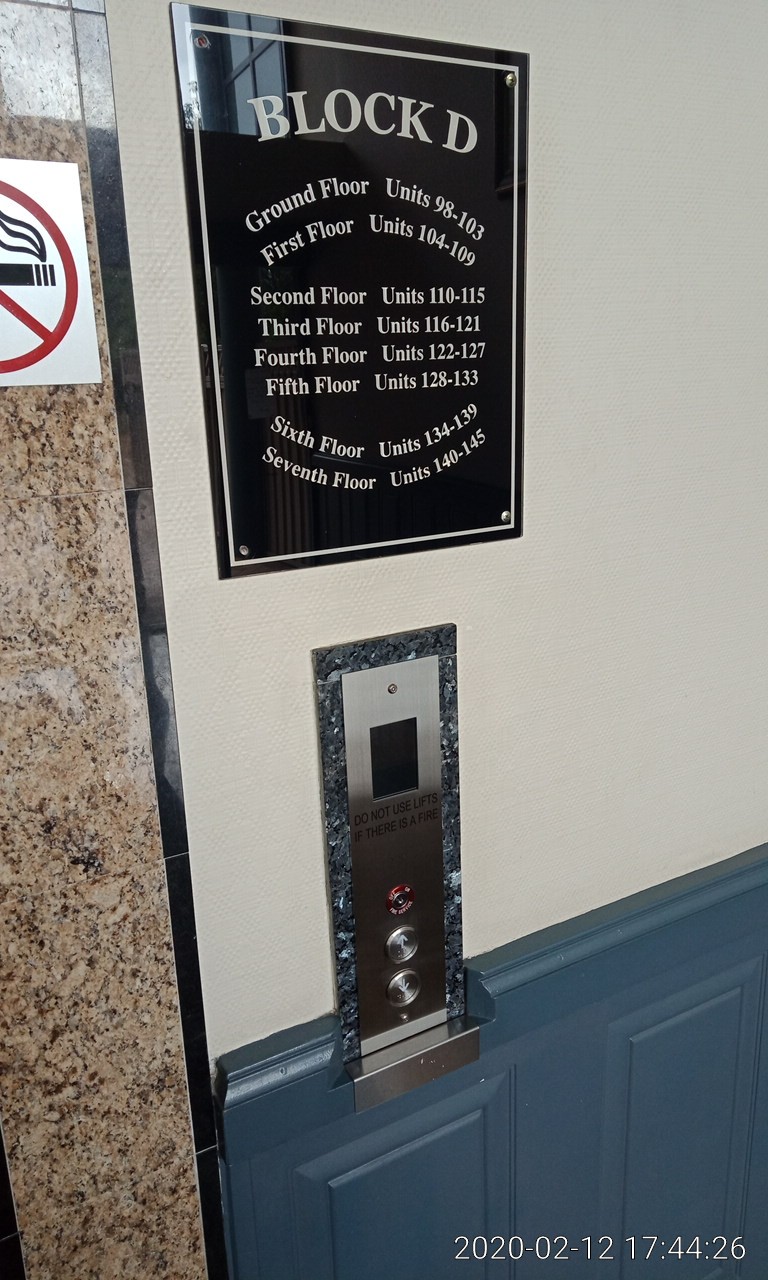 BLOCK D
Ground Floor Units 98-103
First Floor Units 104-109
Second Floor Units 110-115
Third Floor Units 116-121
Fourth Floor Units 122-127
Fifth Floor Units 128-133
Sixth Floor Units 134-139
Seventh Floor Units 140-145
DO NOT USE LIFTS
IF THERE IS A FIRE
2020-02-12 17:44:26